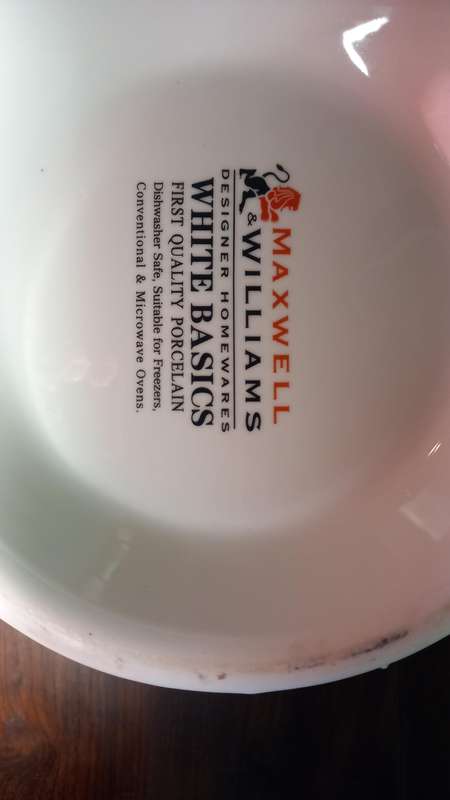 MAXWELL
& WILLIAMS
DESIGNER HOMEWARES
WHITE BASICS
FIRST QUALITY PORCELAIN
Dishwasher Safe, Suitable for Freezers,
Conventional & Microwave Ovens.